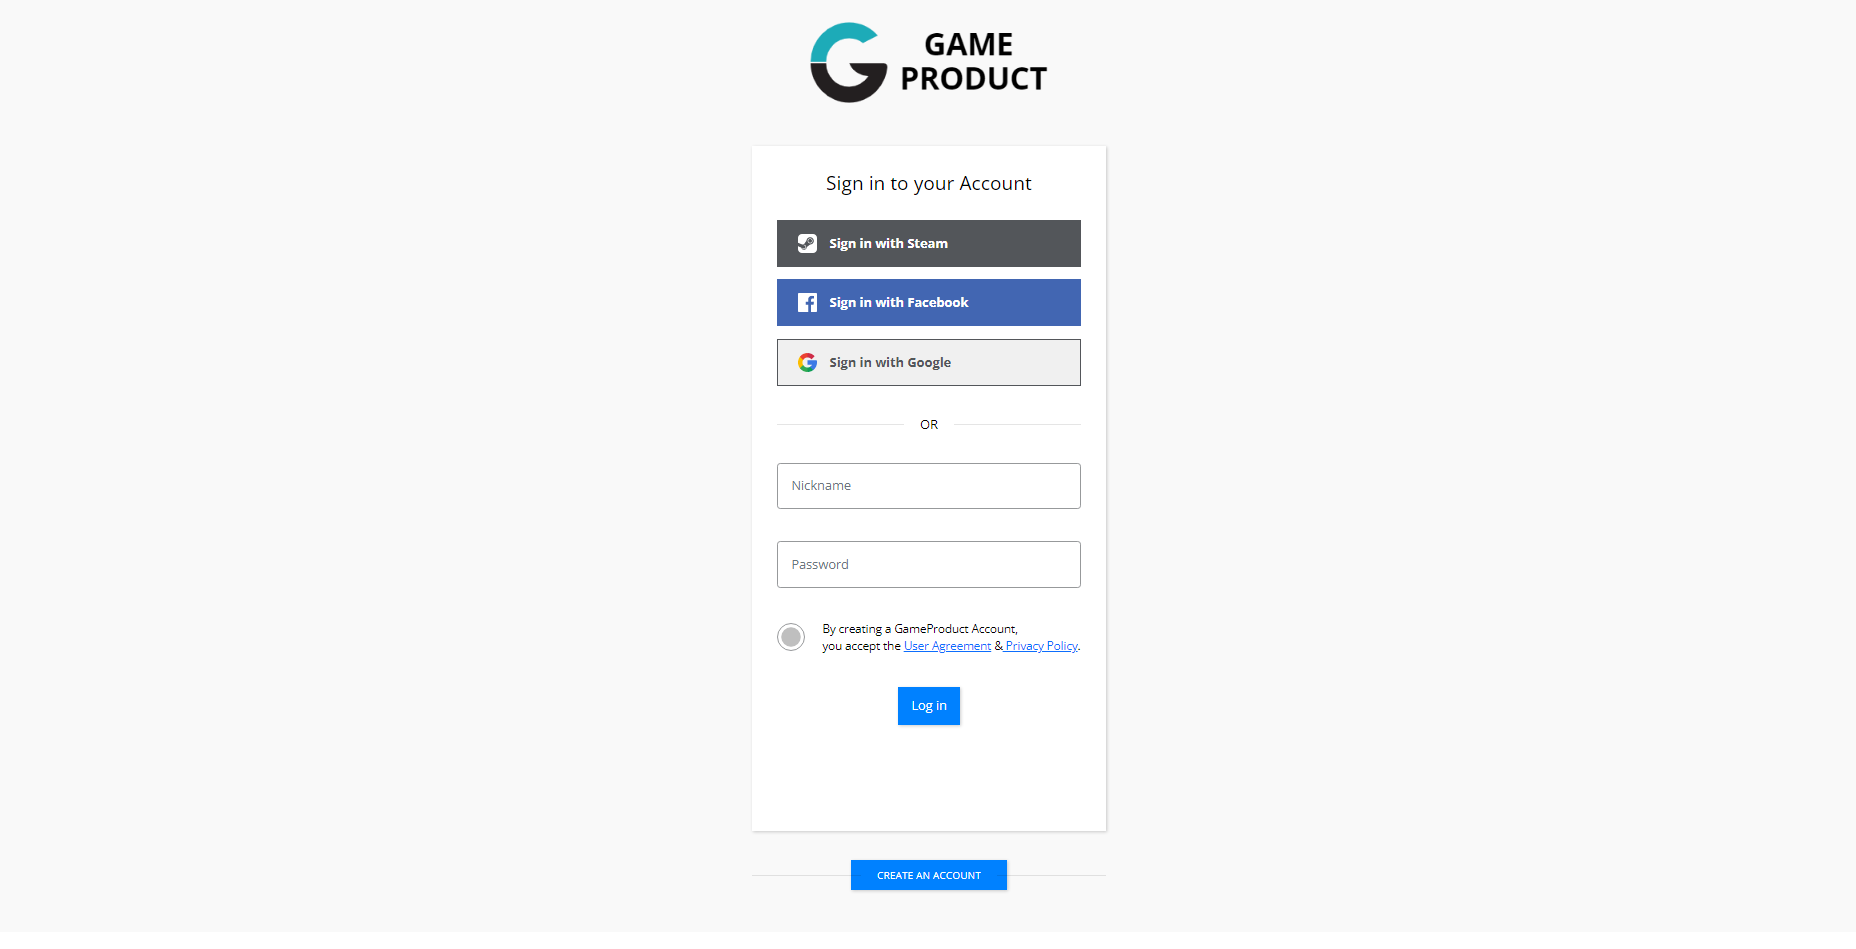 GAME
PRODUCT
Sign in to your Account
Sign in with Steam
Sign in with Facebook
Sign in with Google
OR
Nickname
Password
By creating a GameProduct Account,
you accept the User Agreement & Privacy Policy.
Log in
CREATE AN ACCOUNT